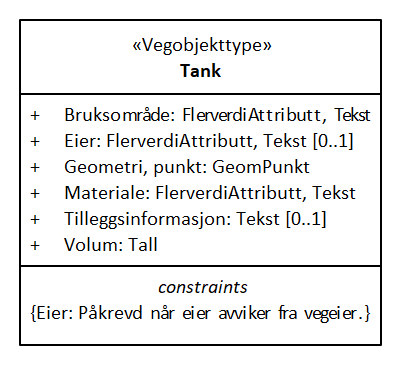 «Vegobjekttype»
Tank
+ Bruksområde: FlerverdiAttributt, Tekst
+ Eier: FlerverdiAttributt, Tekst [0..1]
+ Geometri, punkt: GeomPunkt
+ Materiale: FlerverdiAttributt, Tekst
+ Tilleggsinformasjon: Tekst [0..1]
+ Volum: Tall
constraints
{Eier: Påkrevd når eier avviker fra vegeier.}